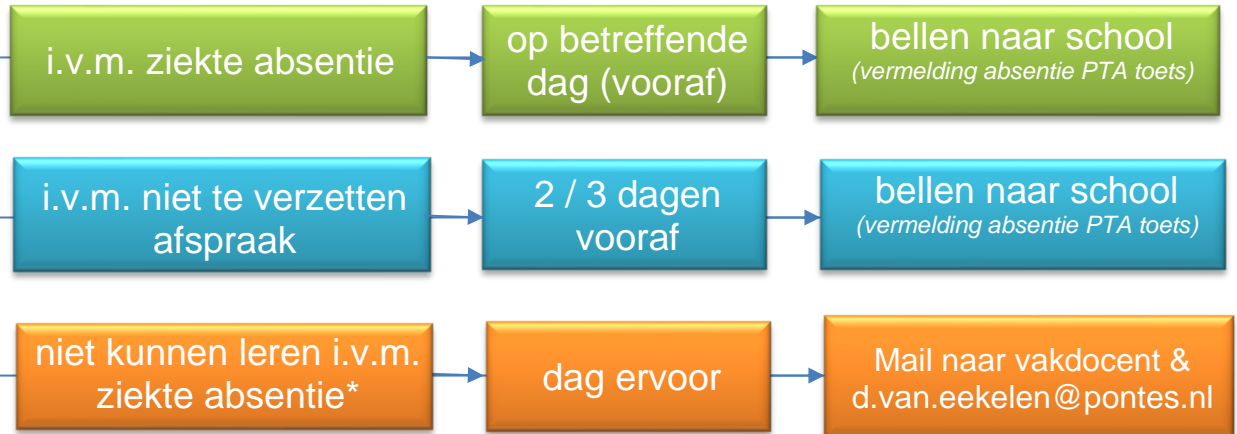 i.v.m. ziekte absentie
op betreffende
dag (vooraf)
bellen naar school
(vermelding absentie PTA toets)
i.v.m. niet te verzetten
afspraak
2 / 3 dagen
vooraf
bellen naar school
(vermelding absentie PTA toets)
niet kunnen leren i.v.m.
ziekte absentie*
dag ervoor
Mail naar vakdocent &
d.van.eekelen@pontes.nl